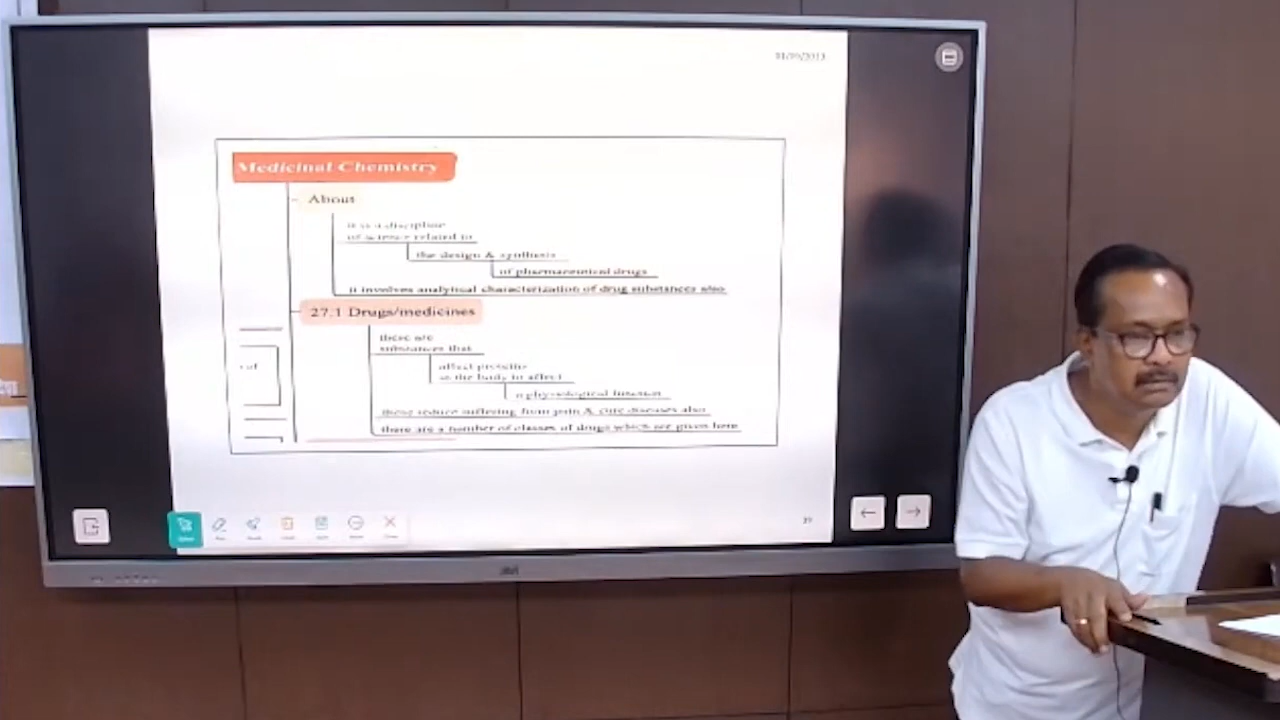 Medicinal Chemistry
About
it is a discipline
of science related to
the design & synthesis
of pharmaceutical drugs
it involves analytical characterization of drug substances also
27.1 Drugs/medicines
these are
substances that
affect proteins
in the body to affect
a physiological function
these reduce suffering from pain & cure diseases also
there are a number of classes of drugs which are given here